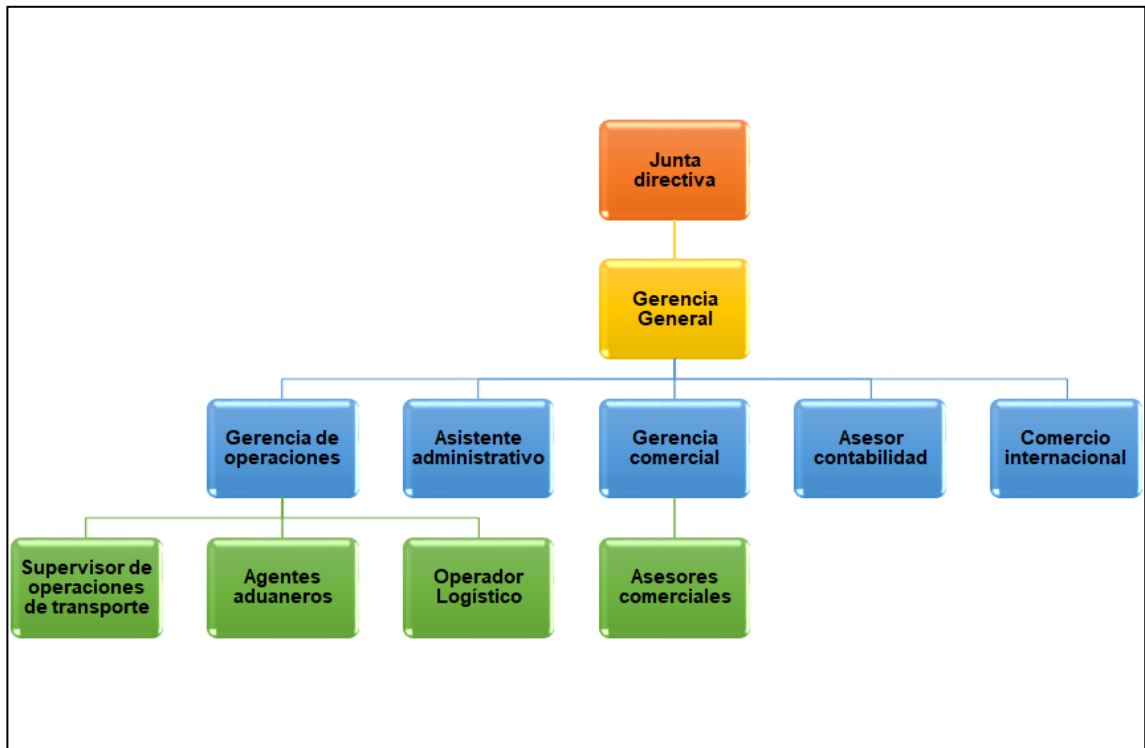 Junta
directiva
Gerencia
General
Gerencia de
operaciones
Asistente
administrativo
Gerencia
comercial
Asesor
contabilidad
Comercio
internacional
Supervisor de
operaciones
de transporte
Agentes
aduaneros
Operador
Logístico
Asesores
comerciales